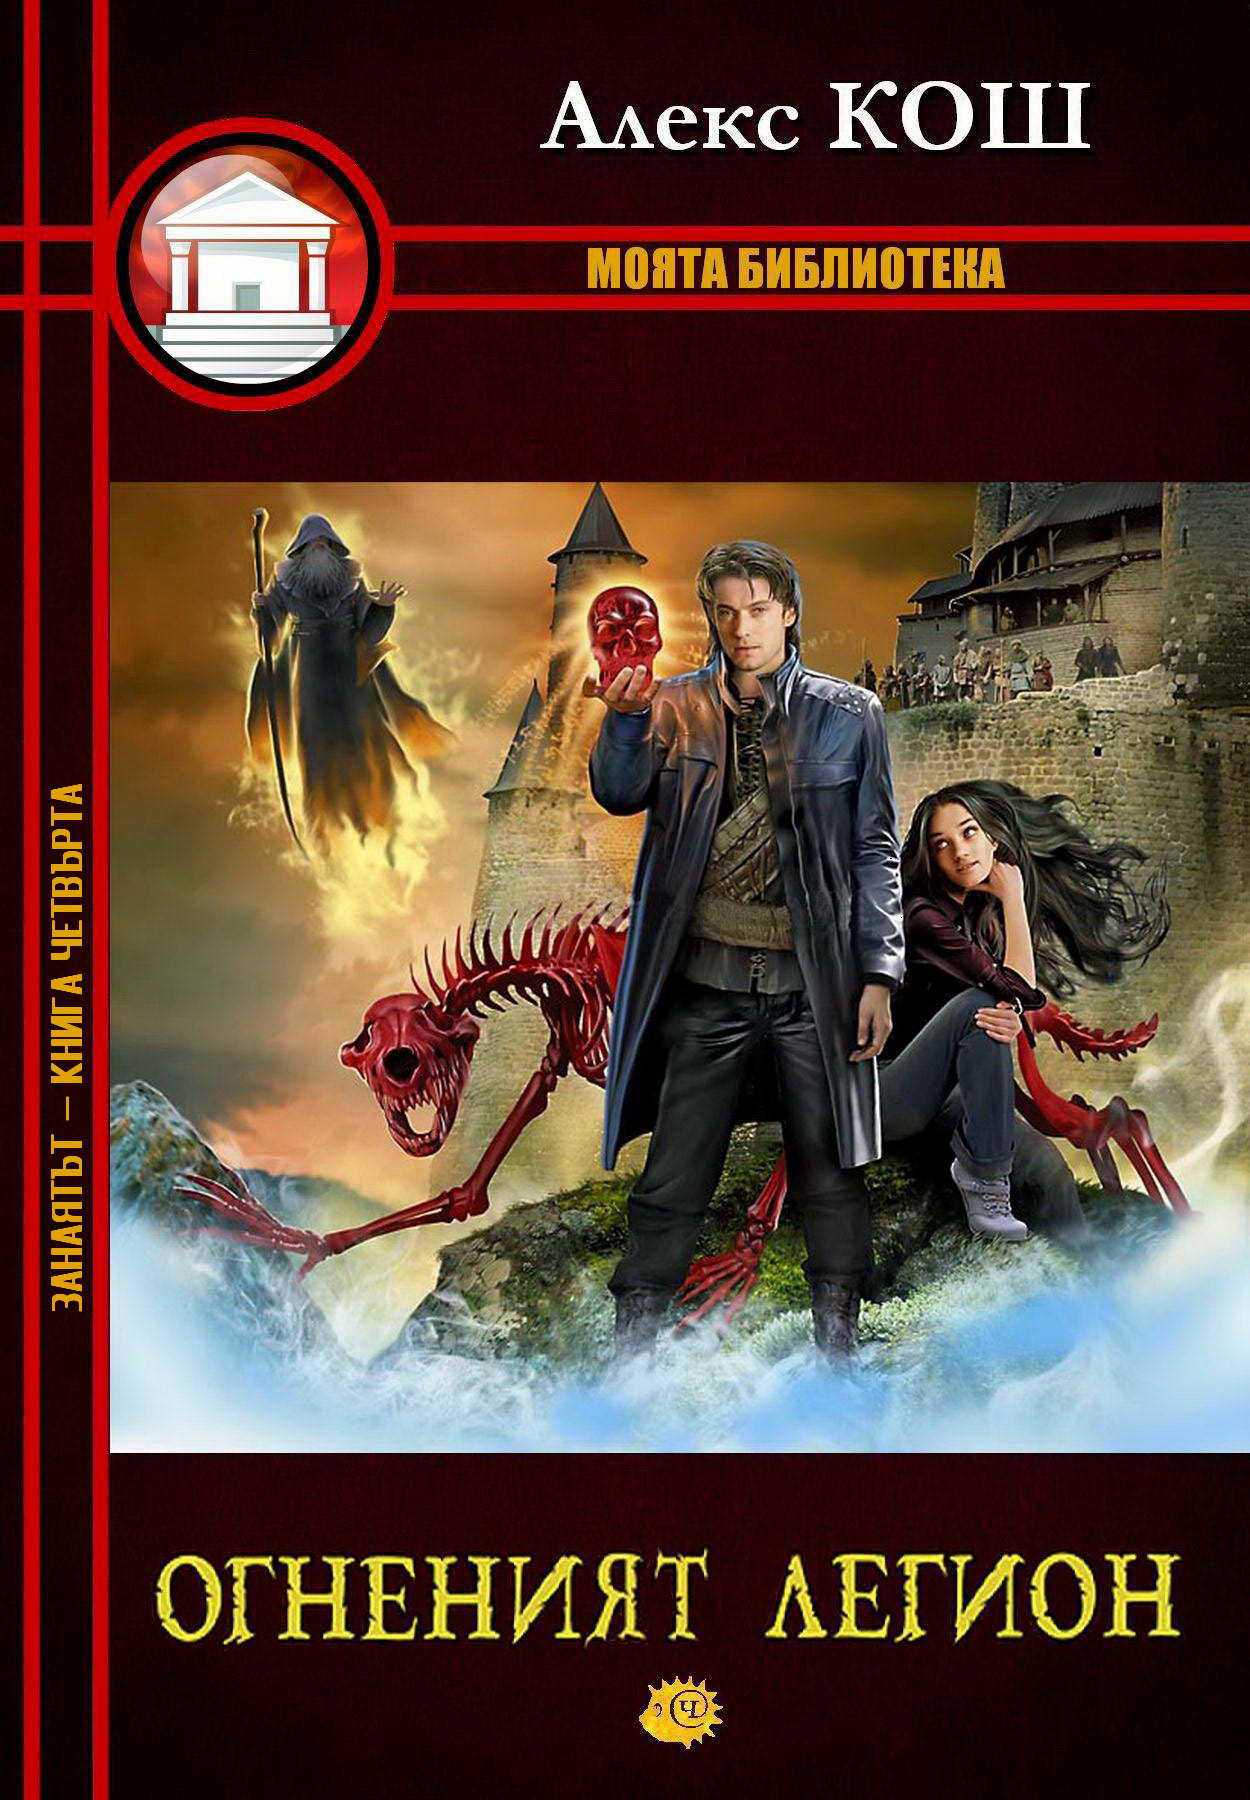 Алекс КОШ
МОЯТА БИБЛИОТЕКА
ЗАНАЯТЪТ – КНИГА ЧЕТВЪРТА
ОГНЕНИЯТ ЛЕГИОН
Ч